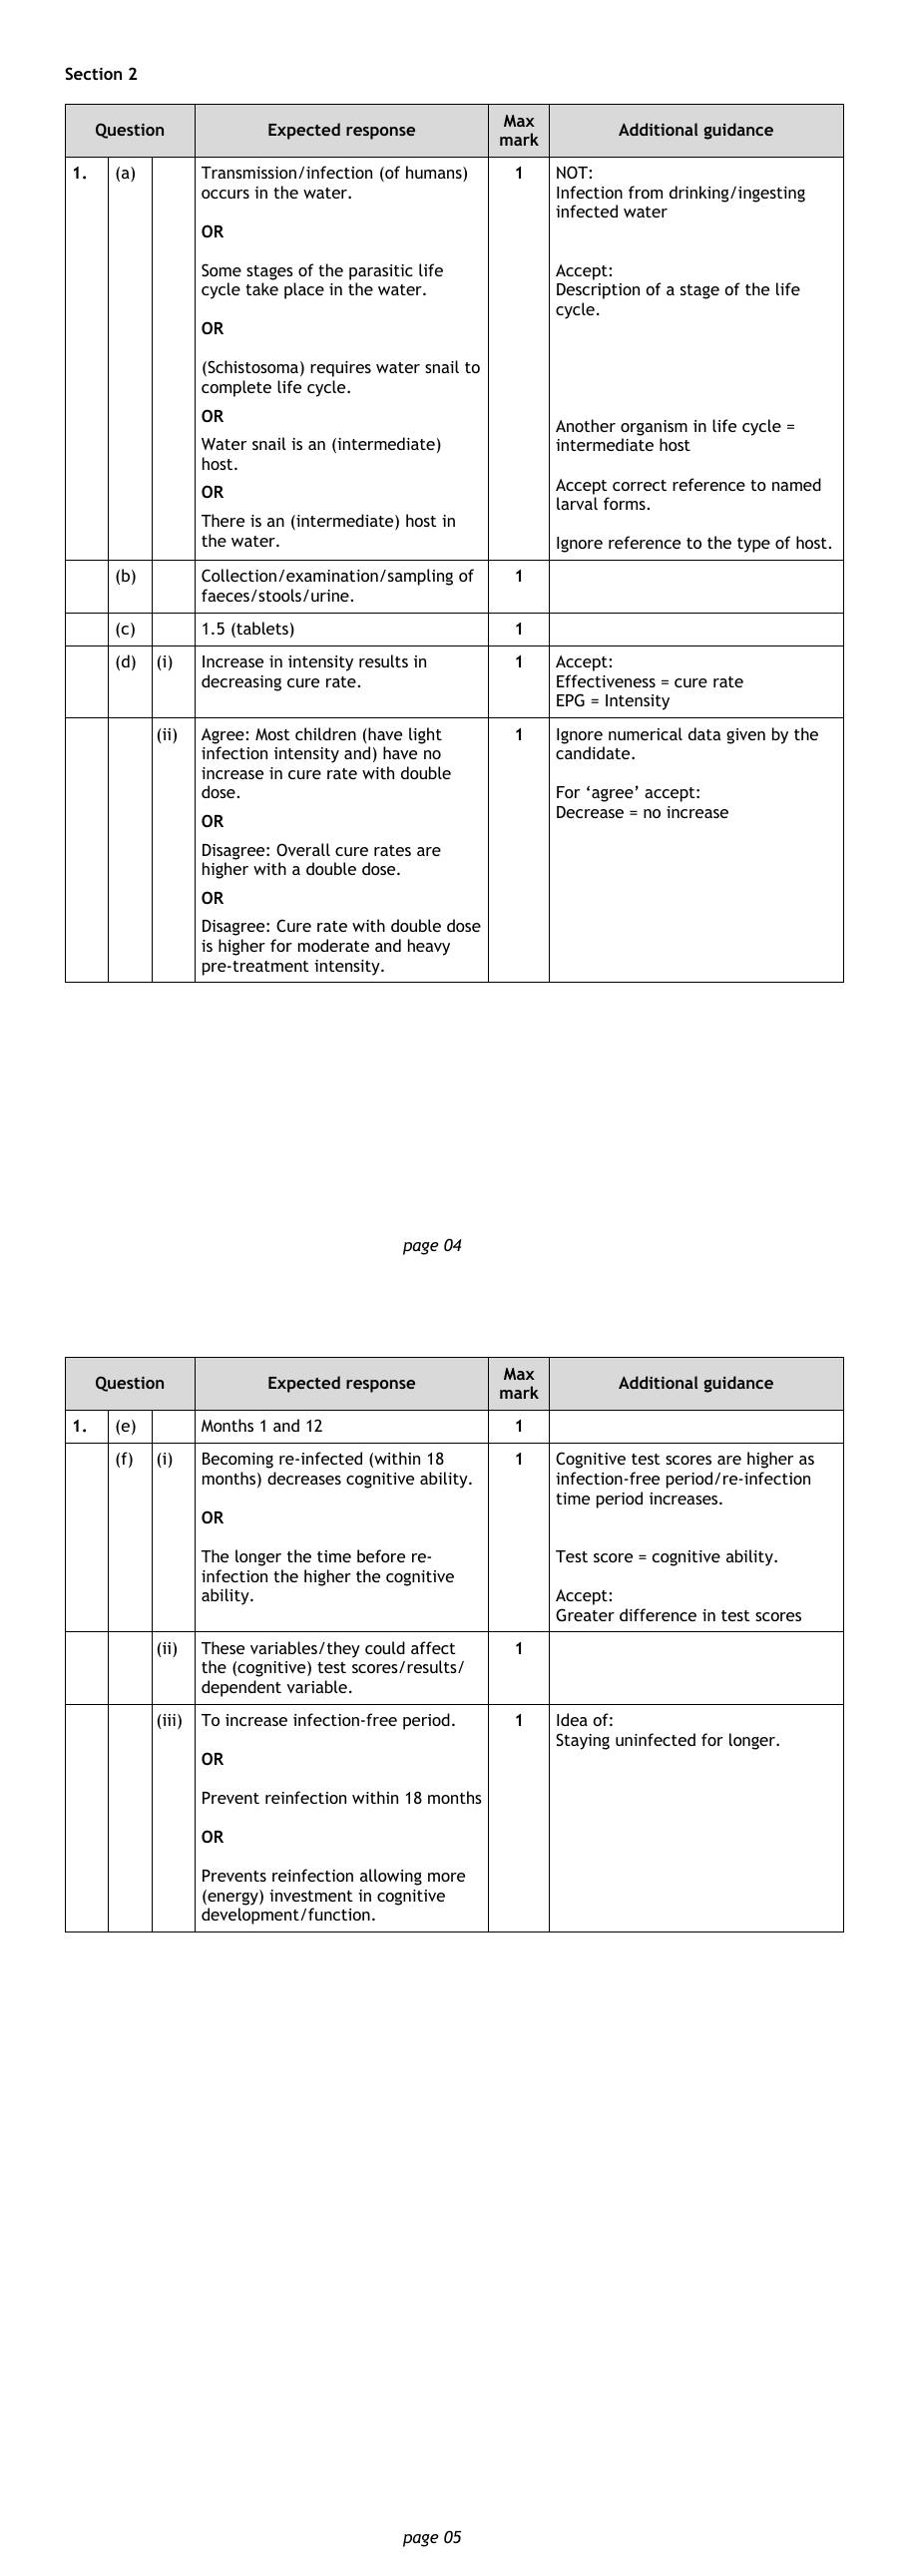 Section 2
Question
Expected response
Max
mark
Additional guidance
1.
(a)
Transmission/infection (of humans)
occurs in the water.
OR
Some stages of the parasitic life
cycle take place in the water.
OR
(Schistosoma) requires water snail to
complete life cycle.
OR
Water snail is an (intermediate)
host.
OR
There is an (intermediate) host in
the water.
1
NOT:
Infection from drinking/ingesting
infected water
Accept:
Description of a stage of the life
cycle.
Another organism in life cycle =
intermediate host
Accept correct reference to named
larval forms.
Ignore reference to the type of host.
(b)
Collection/examination/sampling of
faeces/stools/urine.
1
(c)
1.5 (tablets)
1
(d)
(i)
Increase in intensity results in
decreasing cure rate.
1
Accept:
Effectiveness = cure rate
EPG = Intensity
(ii)
Agree: Most children (have light
infection intensity and) have no
increase in cure rate with double
dose.
OR
Disagree: Overall cure rates are
higher with a double dose.
OR
Disagree: Cure rate with double dose
is higher for moderate and heavy
pre-treatment intensity.
1
Ignore numerical data given by the
candidate.
For ‘agree’ accept:
Decrease = no increase
page 04
Question
Expected response
Max
mark
Additional guidance
1.
(e)
Months 1 and 12
1
(f)
(i)
Becoming re-infected (within 18
months) decreases cognitive ability.
OR
The longer the time before re-
infection the higher the cognitive
ability.
1
Cognitive test scores are higher as
infection-free period/re-infection
time period increases.
Test score = cognitive ability.
Accept:
Greater difference in test scores
(ii)
These variables/they could affect
the (cognitive) test scores/results/
dependent variable.
1
(iii)
To increase infection-free period.
OR
Prevent reinfection within 18 months
OR
Prevents reinfection allowing more
(energy) investment in cognitive
development/function.
1
Idea of:
Staying uninfected for longer.
page 05